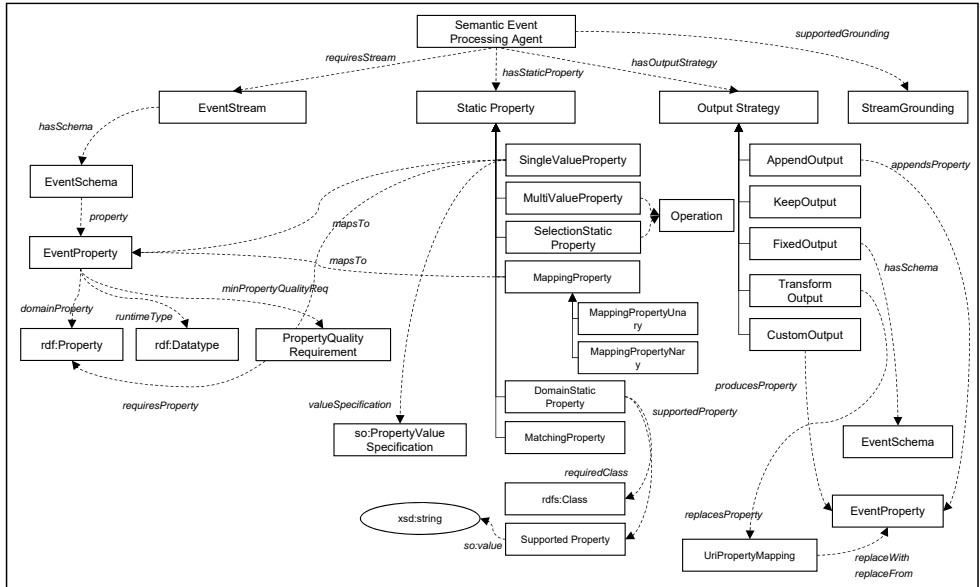 Semantic Event
Processing Agent
supportedGrounding
requiresStream
hasStaticProperty
hasOutputStrategy
EventStream
Static Property
Output Strategy
StreamGrounding
hasSchema
EventSchema
property
EventProperty
domainProperty
runtimeType
minPropertyQualityReq
rdf:Property
rdf:Datatype
PropertyQuality
Requirement
requiresProperty
mapsTo
mapsTo
valueSpecification
so:PropertyValue
Specification
SingleValueProperty
MultiValueProperty
SelectionStatic
Property
Operation
MappingProperty
MappingPropertyUna
ry
MappingPropertyNar
y
DomainStatic
Property
MatchingProperty
supportedProperty
requiredClass
rdfs:Class
xsd:string
so:value
Supported Property
AppendOutput
appendsProperty
KeepOutput
FixedOutput
hasSchema
Transform
Output
CustomOutput
producesProperty
EventSchema
replacesProperty
EventProperty
UriPropertyMapping
replaceWith
replaceFrom